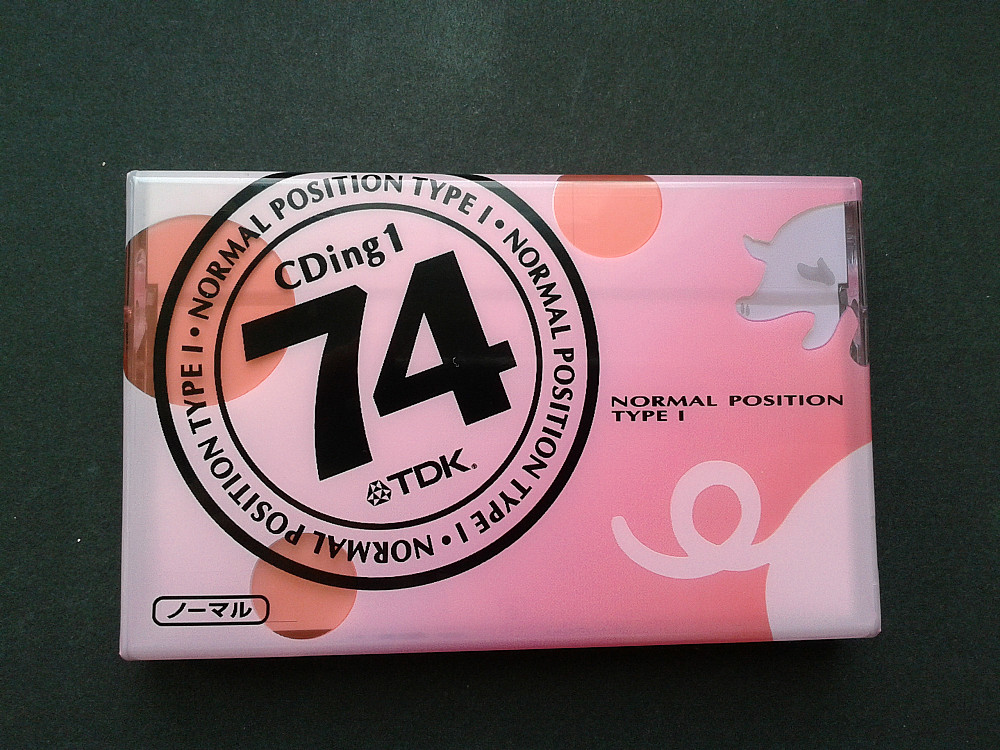 NORMAL POSITION TYPE I • NORMAL POSITION TYPE I • NORMAL POSITION TYPE I •
CDing1
74
TDK®
NORMAL POSITION
TYPE I
ノーマル